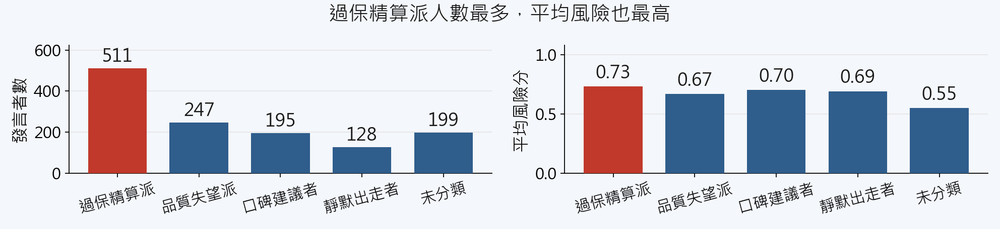 過保精算派人數最多，平均風險也最高
發言者數
600
400
200
0
511
247
195
128
199
過保精算派
品質失望派
口碑建議者
靜默出走者
未分類
平均風險分
1.0
0.5
0.0
0.73
0.67
0.70
0.69
0.55
過保精算派
品質失望派
口碑建議者
靜默出走者
未分類